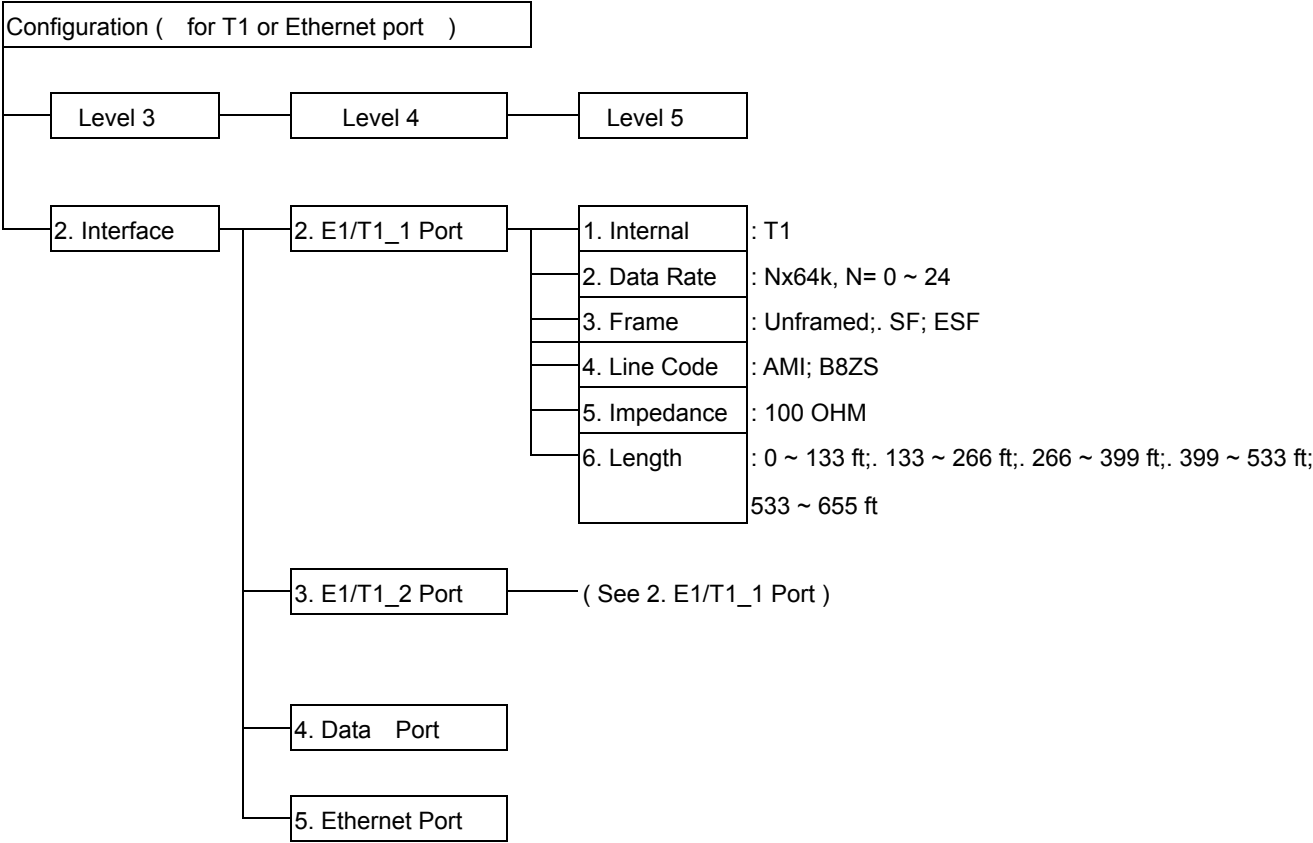 Configuration ( for T1 or Ethernet port )
Level 3 Level 4 Level 5
2. Interface 2. E1/T1_1 Port 1. Internal : T1
2. Data Rate : Nx64k, N= 0 ~ 24
3. Frame : Unframed;. SF; ESF
4. Line Code : AMI; B8ZS
5. Impedance : 100 OHM
6. Length : 0 ~ 133 ft;. 133 ~ 266 ft;. 266 ~ 399 ft;. 399 ~ 533 ft;
533 ~ 655 ft
3. E1/T1_2 Port ( See 2. E1/T1_1 Port )
4. Data Port
5. Ethernet Port